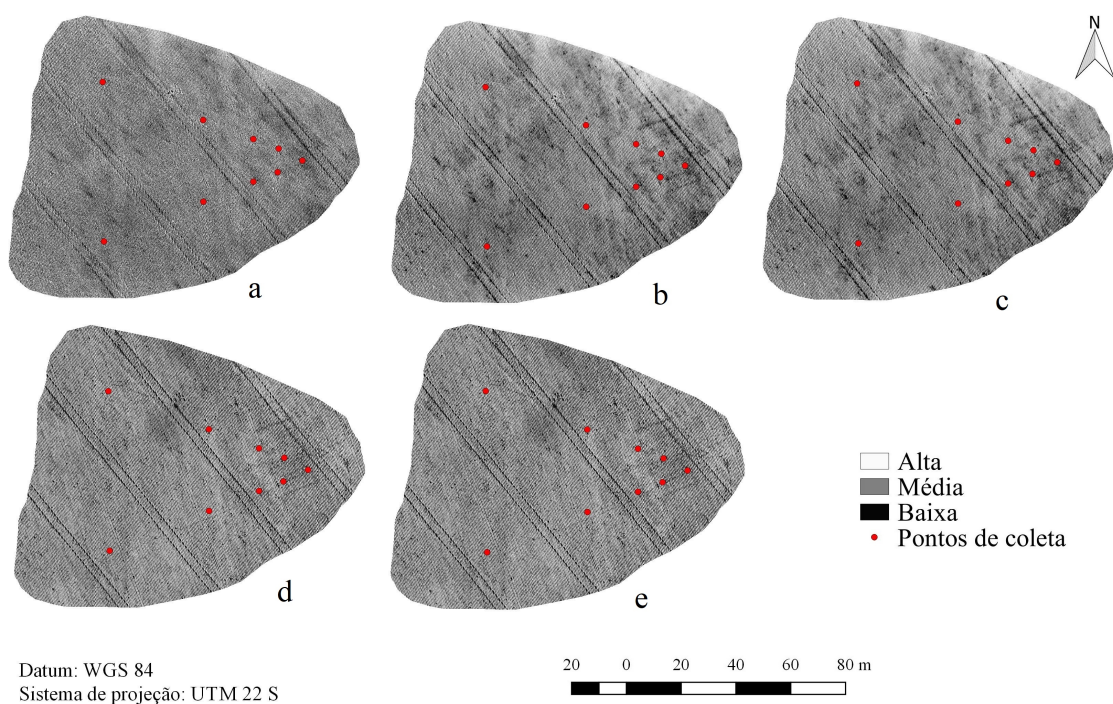 N
a
b
c
d
e
Alta
Média
Baixa
Pontos de coleta
Datum: WGS 84
Sistema de projeção: UTM 22 S
20 0 20 40 60 80 m